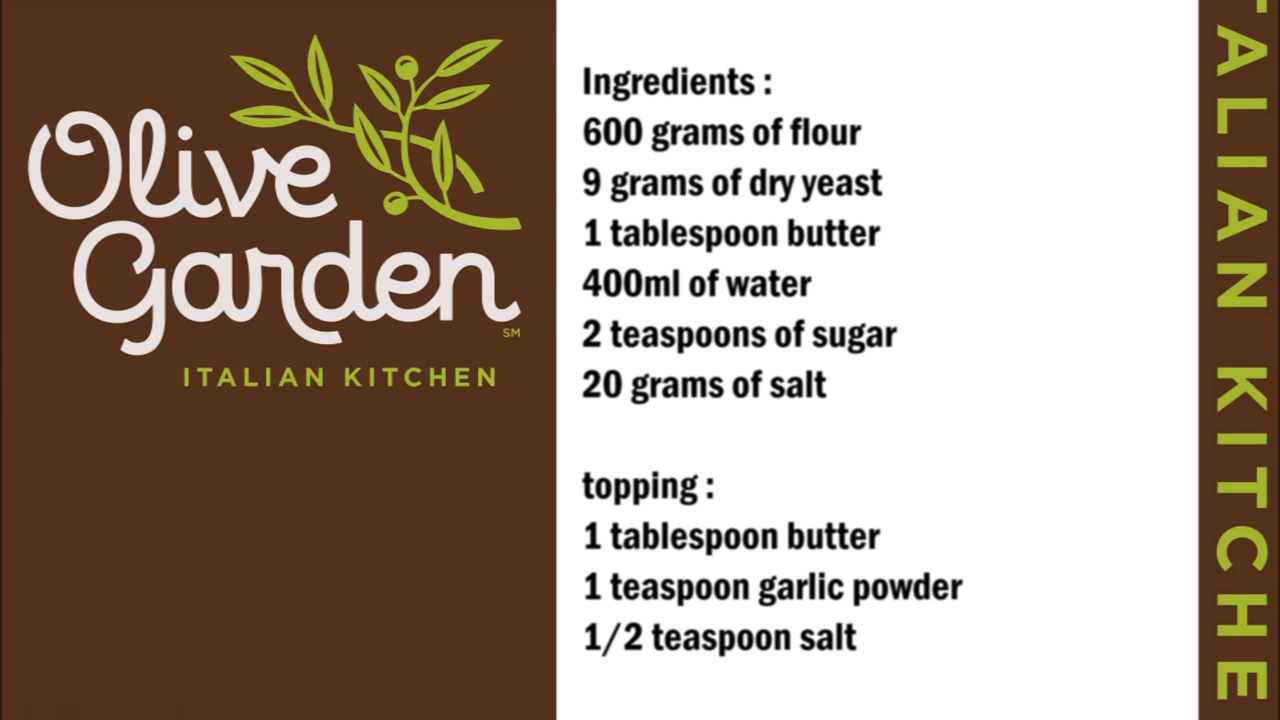 Olive
Garden
SM
ITALIAN KITCHEN
Ingredients :
600 grams of flour
9 grams of dry yeast
1 tablespoon butter
400ml of water
2 teaspoons of sugar
20 grams of salt
topping :
1 tablespoon butter
1 teaspoon garlic powder
1/2 teaspoon salt
TALIAN KITCHE